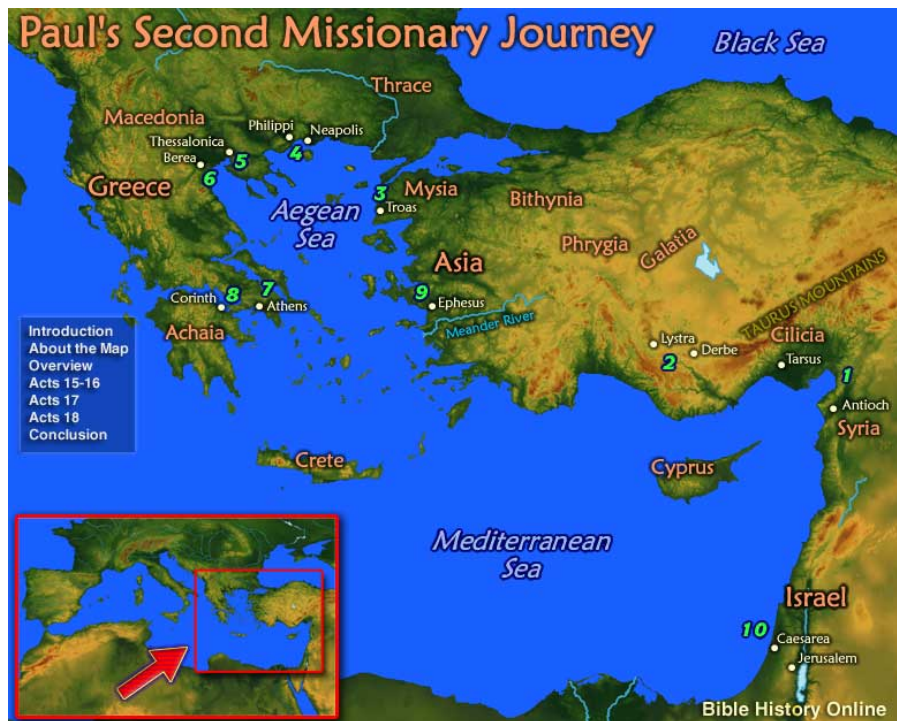 Paul's Second Missionary Journey
Black Sea
Thrace
Macedonia
Philippi
Neapolis
Thessalonica
4
Berea
5
6
Greece
3
Mysia
Troas
Bithynia
Aegean
Sea
Phrygia
Galatia
Asia
TAURUS MOUNTAINS
9
Ephesus
Meander River
7
8
Corinth
Athens
Achaia
Lystra
Derbe
2
Cilicia
Tarsus
1
Antioch
Syria
Introduction
About the Map
Overview
Acts 15-16
Acts 17
Acts 18
Conclusion
Crete
Cyprus
Mediterranean
Sea
Israel
10
Caesarea
Jerusalem
Bible History Online